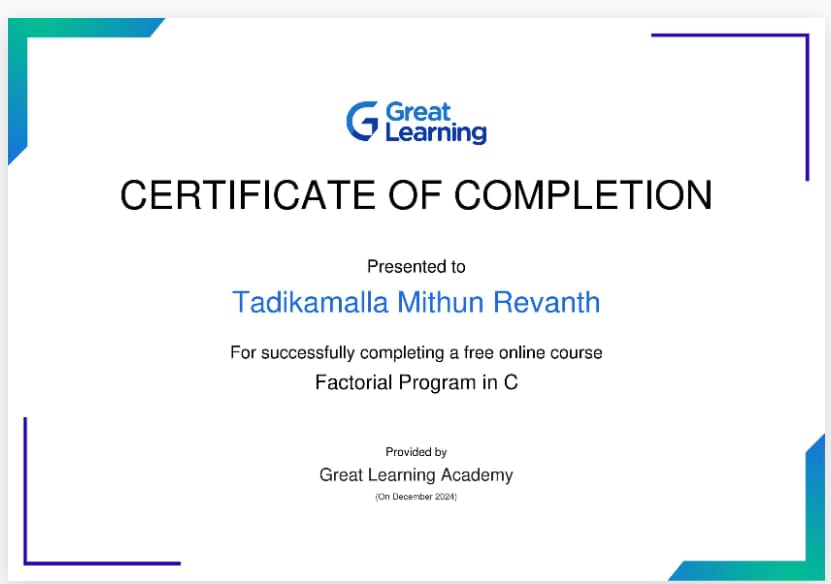 Great
Learning
CERTIFICATE OF COMPLETION
Presented to
Tadikamalla Mithun Revanth
For successfully completing a free online course
Factorial Program in C
Provided by
Great Learning Academy
(On December 2024)